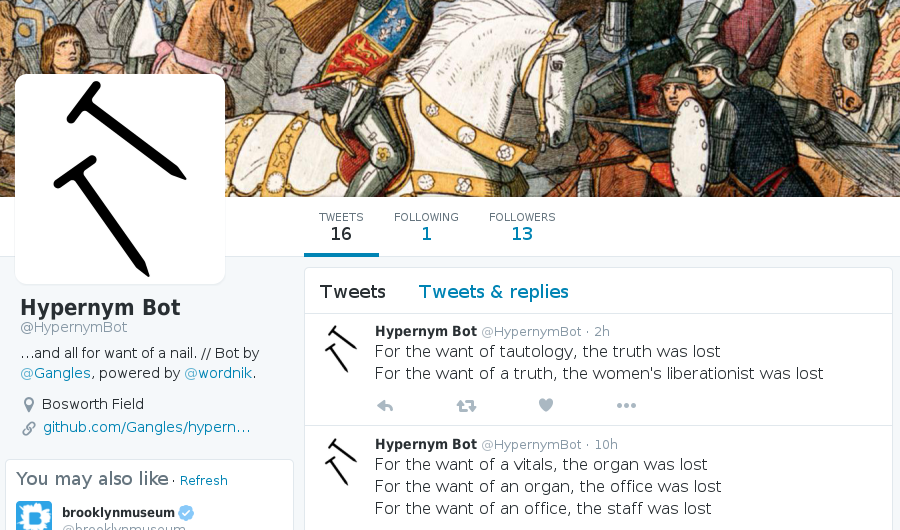 TWEETS FOLLOWING FOLLOWERS
16 1 13
Hypernym Bot
@HypernymBot
...and all for want of a nail. // Bot by
@Gangles, powered by @wordnik.
Bosworth Field
github.com/Gangles/hypern...
You may also like · Refresh
brooklynmuseum
@brooklynmuseum
Tweets Tweets & replies
Hypernym Bot @HypernymBot · 2h
For the want of tautology, the truth was lost
For the want of a truth, the women's liberationist was lost
Hypernym Bot @HypernymBot · 10h
For the want of a vitals, the organ was lost
For the want of an organ, the office was lost
For the want of an office, the staff was lost